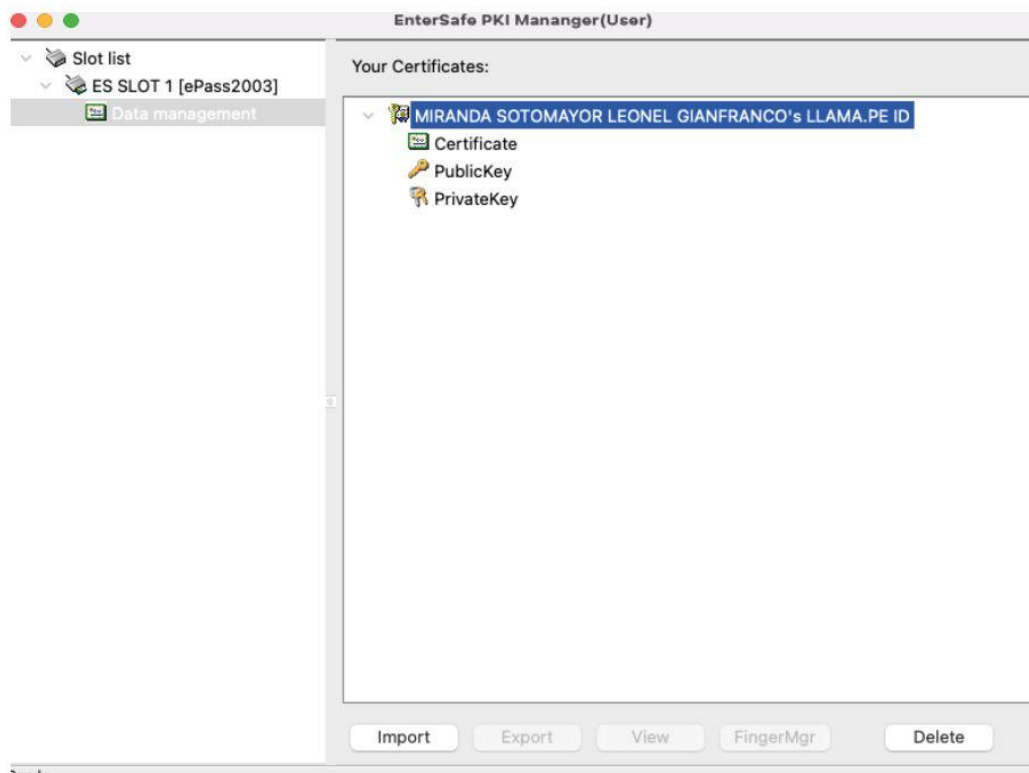 EnterSafe PKI Mananger(User)
Slot list
ES SLOT 1 [ePass2003]
Data management
Your Certificates:
MIRANDA SOTOMAYOR LEONEL GIANFRANCO's LLAMA.PE ID
Certificate
PublicKey
PrivateKey
Import Export View FingerMgr Delete